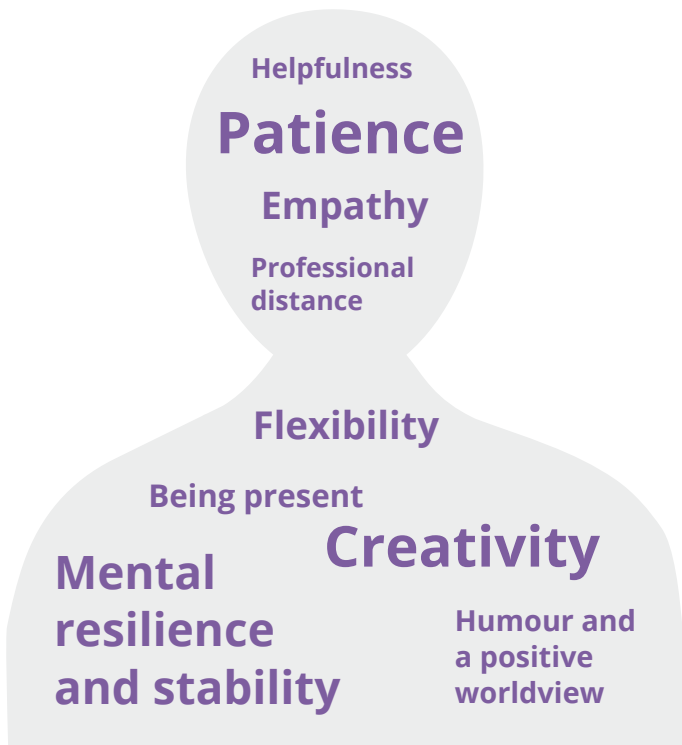 Helpfulness
Patience
Empathy
Professional
distance
Flexibility
Being present
Creativity
Mental
resilience
and stability
Humour and
a positive
worldview